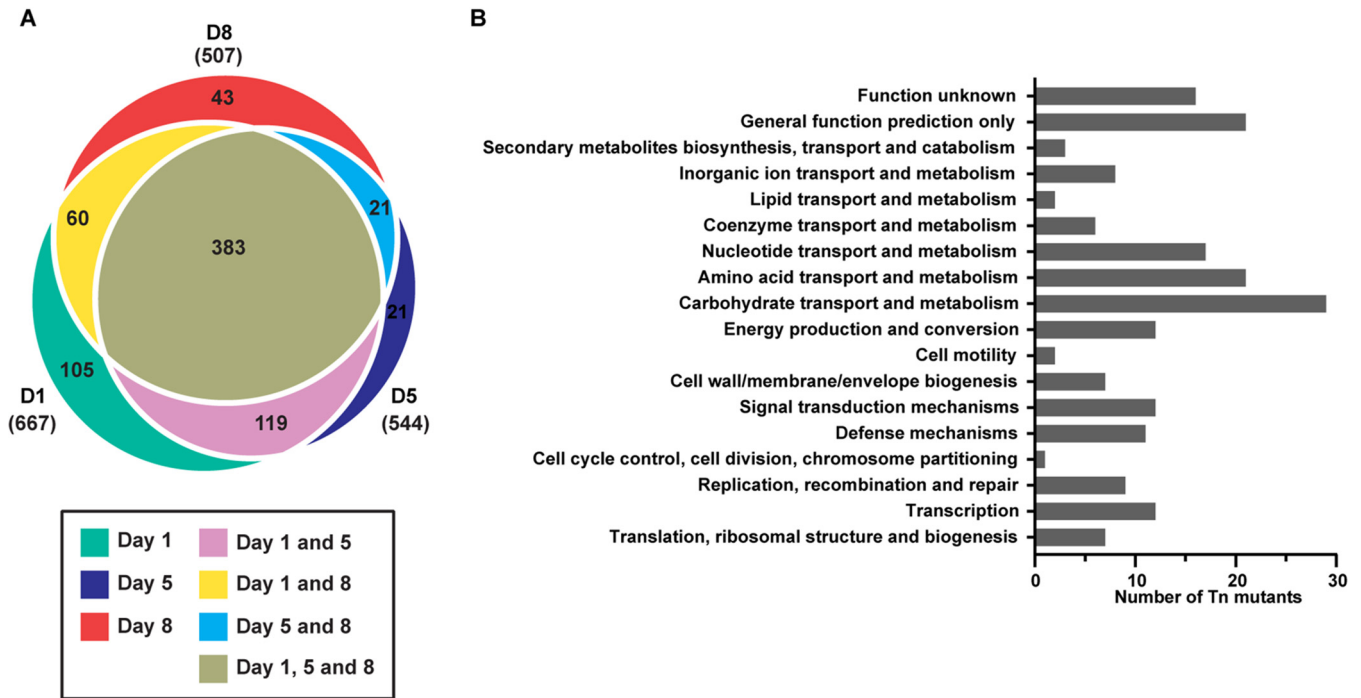 A
D8
(507)
43
60
21
383
21
105
119
D1
(667)
D5
(544)
Day 1
Day 5
Day 8
Day 1 and 5
Day 1 and 8
Day 5 and 8
Day 1, 5 and 8
B
Function unknown
General function prediction only
Secondary metabolites biosynthesis, transport and catabolism
Inorganic ion transport and metabolism
Lipid transport and metabolism
Coenzyme transport and metabolism
Nucleotide transport and metabolism
Amino acid transport and metabolism
Carbohydrate transport and metabolism
Energy production and conversion
Cell motility
Cell wall/membrane/envelope biogenesis
Signal transduction mechanisms
Defense mechanisms
Cell cycle control, cell division, chromosome partitioning
Replication, recombination and repair
Transcription
Translation, ribosomal structure and biogenesis
0 10 20 30
Number of Tn mutants